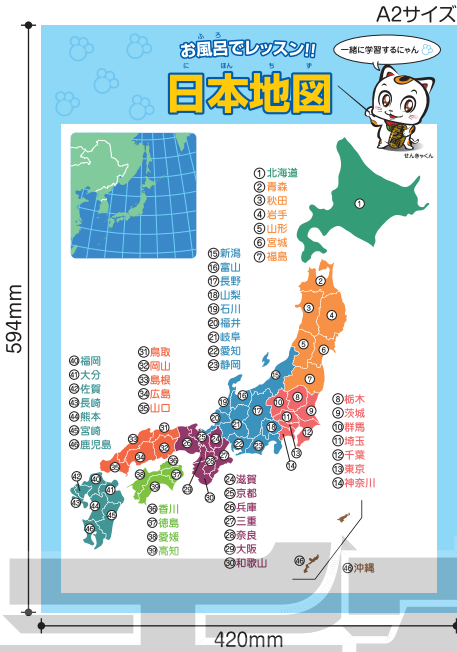 A2サイズ
ふろ
お風呂でレッスン!!
にほんちず
日本地図
一緒に学習するにゃん
せんきゃくん
594mm
①北海道
②青森
③秋田
④岩手
⑤山形
⑥宮城
⑦福島
⑮新潟
⑯富山
⑰長野
⑱山梨
⑲石川
⑳福井
㉑岐阜
㉒愛知
㉓静岡
㉛鳥取
㉜岡山
㉝島根
㉞広島
㉟山口
㊵福岡
㊶大分
㊷佐賀
㊸長崎
㊹熊本
㊺宮崎
㊻鹿児島
⑧栃木
⑨茨城
⑩群馬
⑪埼玉
⑫千葉
⑬東京
⑭神奈川
㉔滋賀
㉕京都
㉖兵庫
㉗三重
㉘奈良
㉙大阪
㉚和歌山
㊱香川
㊲徳島
㊳愛媛
㊴高知
㊻沖縄
420mm